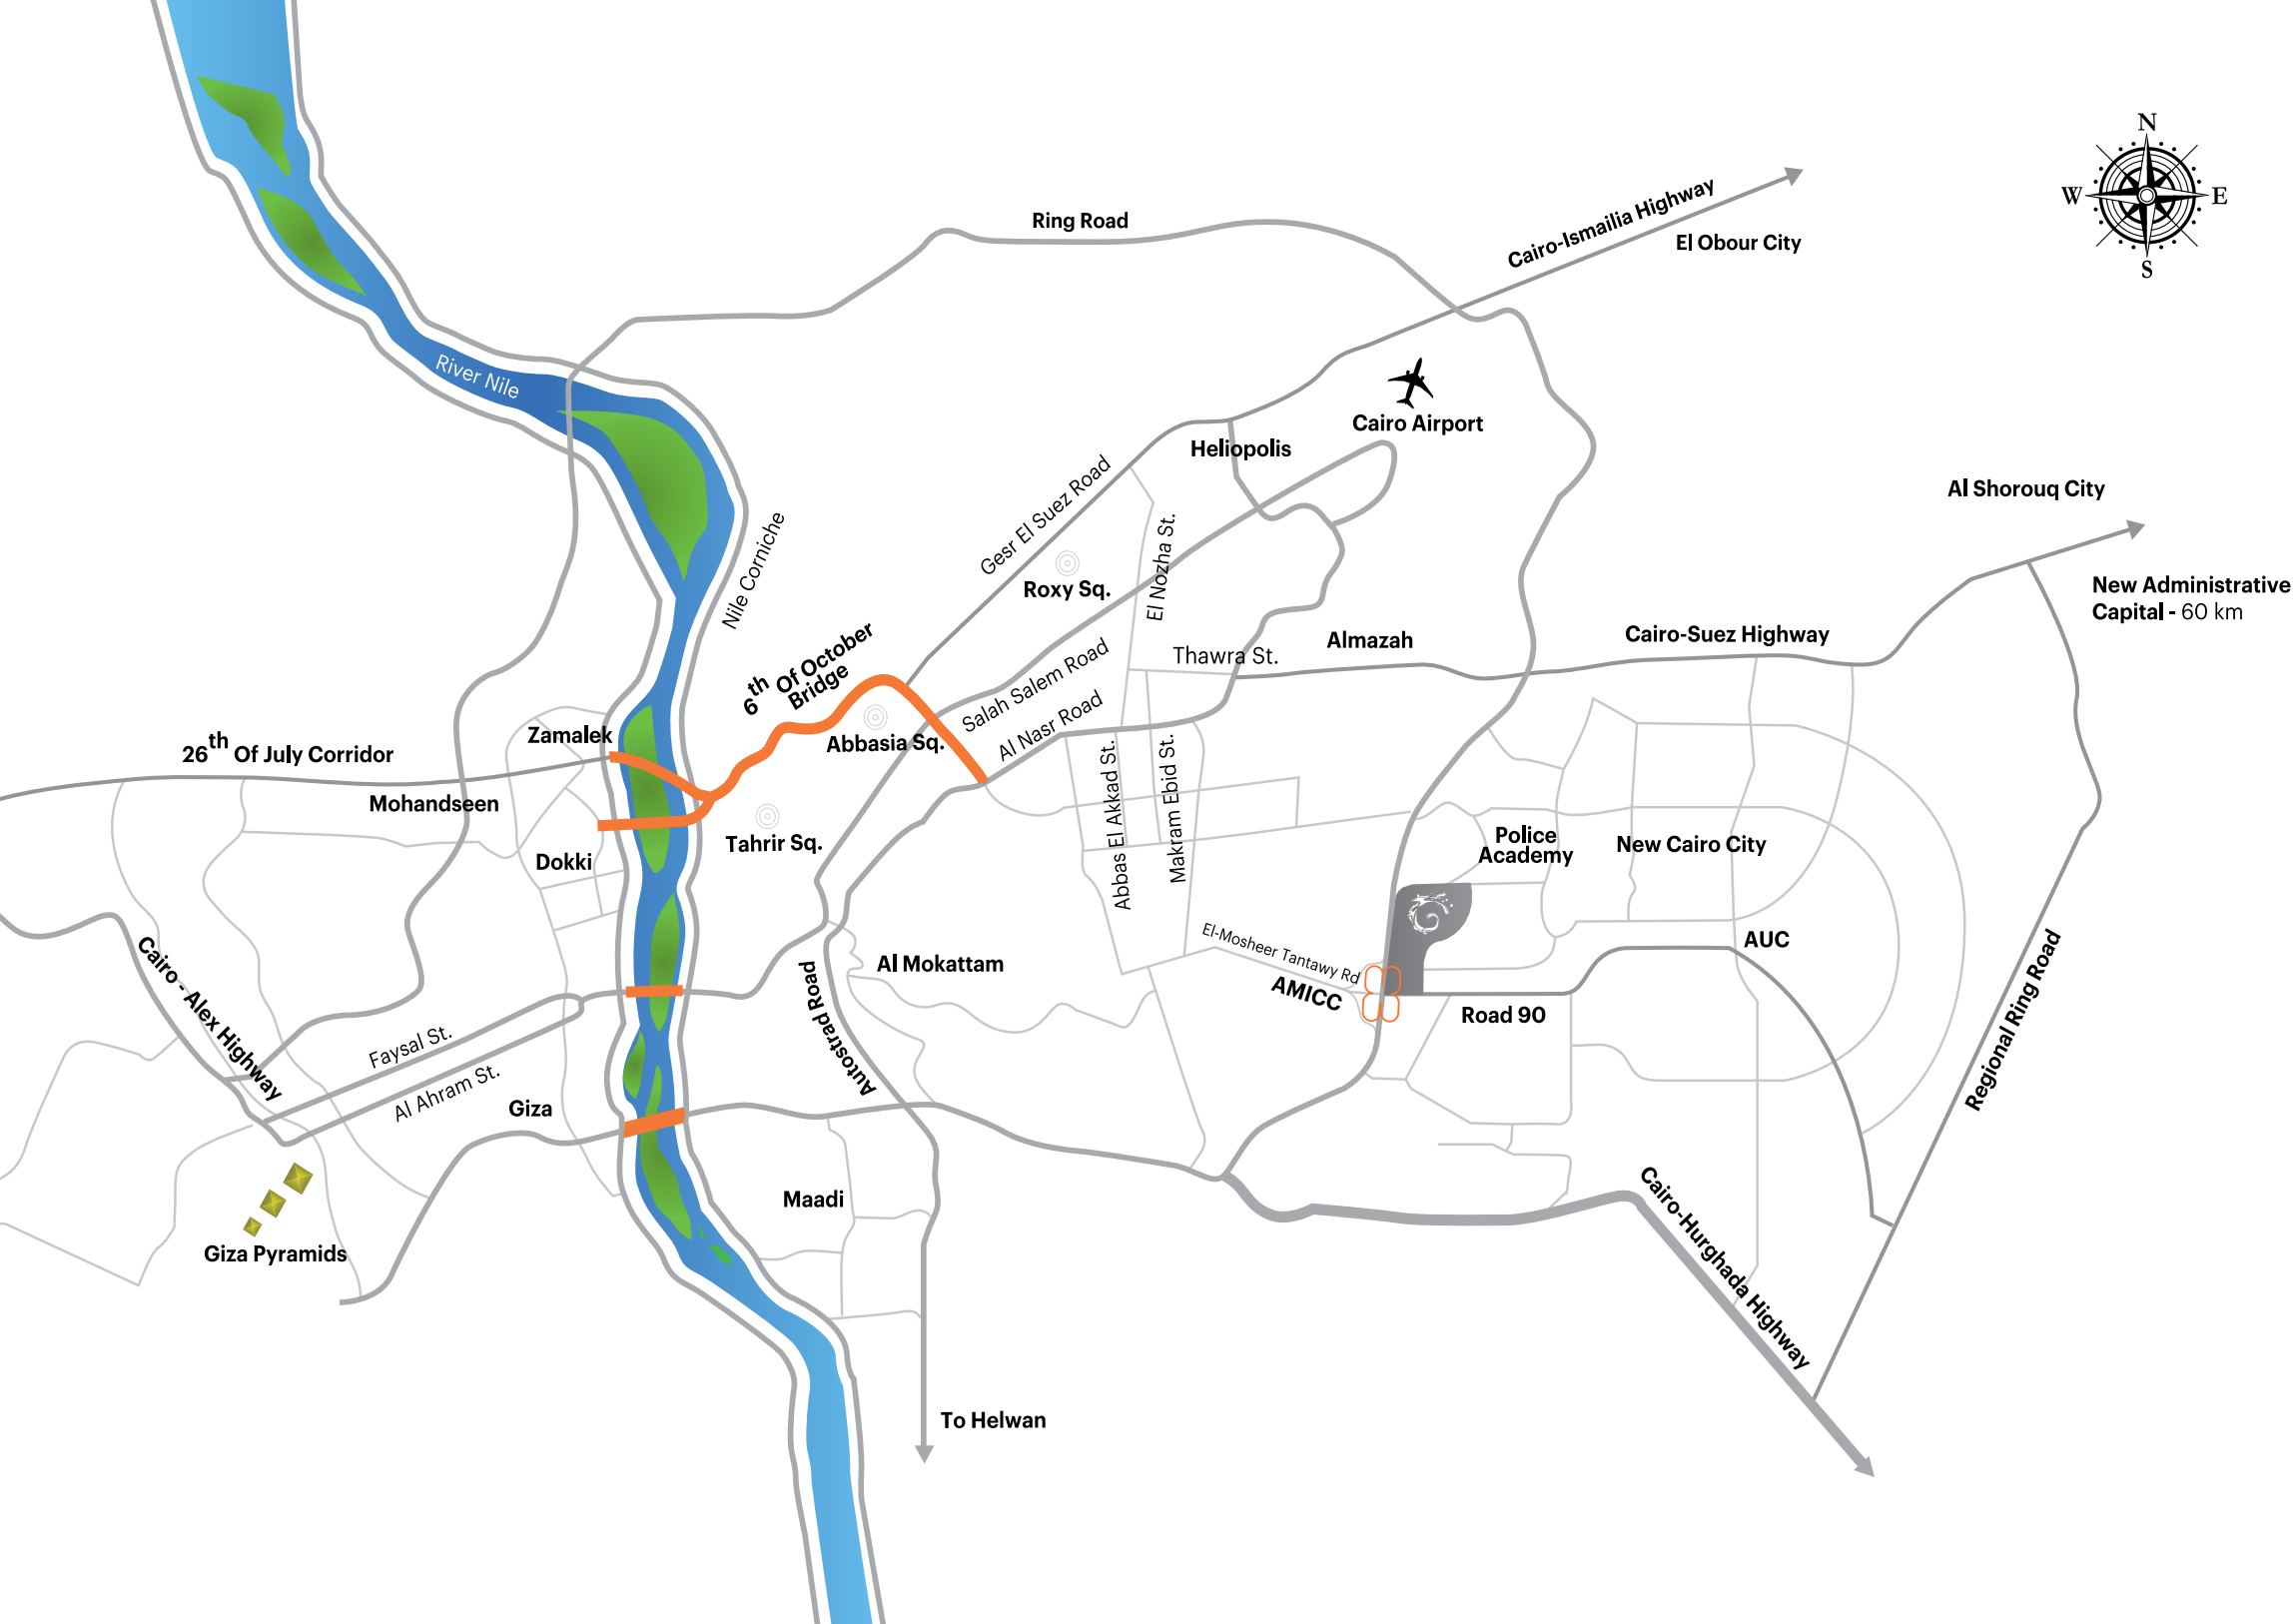 N
W
E
S
Ring Road
Cairo-Ismailia Highway
El Obour City
River Nile
Cairo Airport
Heliopolis
Gesr El Suez Road
Al Shorouq City
Nile Corniche
Roxy Sq.
El Nozha St.
New Administrative
Capital - 60 km
6th Of October
Bridge
Salah Salem Road
Thawra St.
Almazah
Cairo-Suez Highway
Zamalek
26th Of July Corridor
Abbasia Sq.
Al Nasr Road
Mohandseen
Tahrir Sq.
Abbas El Akkad St.
Makram Ebid St.
Police
Academy
New Cairo City
Dokki
El-Mosheer Tantawy Rd
AUC
Cairo - Alex Highway
Al Mokattam
AMICC
Road 90
Autostrad Road
Regional Ring Road
Faysal St.
Al Ahram St.
Giza
Maadi
Giza Pyramids
Cairo-Hurghada Highway
To Helwan